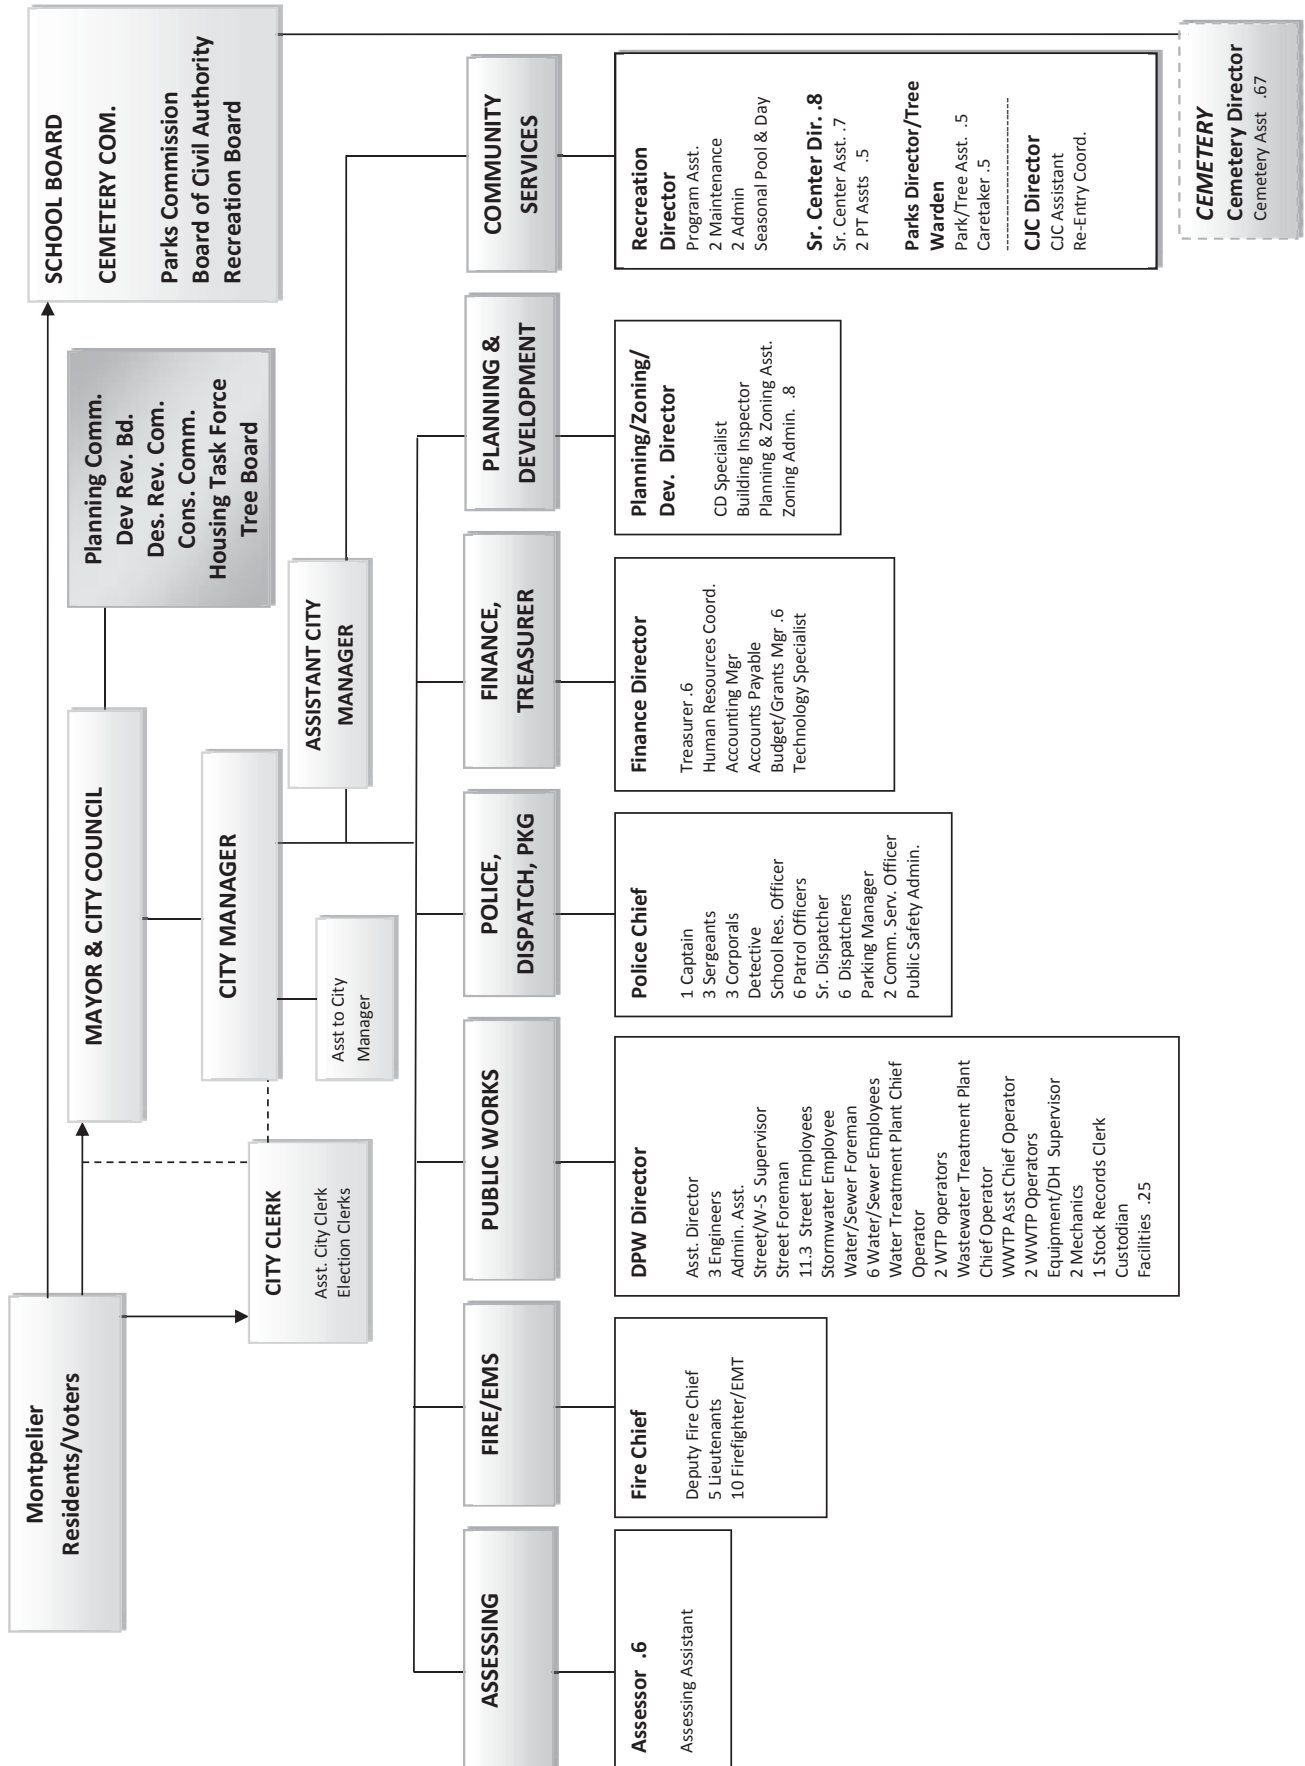 Montpelier
Residents/Voters
SCHOOL BOARD
CEMETERY COM.
Parks Commission
Board of Civil Authority
Recreation Board
MAYOR & CITY COUNCIL
Planning Comm.
Dev Rev. Bd.
Des. Rev. Com.
Cons. Comm.
Housing Task Force
Tree Board
CITY CLERK
Asst. City Clerk
Election Clerks
CITY MANAGER
Asst to City
Manager
ASSISTANT CITY
MANAGER
ASSESSING
Assessor .6
Assessing Assistant
FIRE/EMS
Fire Chief
Deputy Fire Chief
5 Lieutenants
10 Firefighter/EMT
PUBLIC WORKS
DPW Director
Asst. Director
3 Engineers
Admin. Asst.
Street/W-S Supervisor
Street Foreman
11.3 Street Employees
Stormwater Employee
Water/Sewer Foreman
6 Water/Sewer Employees
Water Treatment Plant Chief
Operator
2 WTP operators
Wastewater Treatment Plant
Chief Operator
WWTP Asst Chief Operator
2 WWTP Operators
Equipment/DH Supervisor
2 Mechanics
1 Stock Records Clerk
Custodian
Facilities .25
POLICE,
DISPATCH, PKG
Police Chief
1 Captain
3 Sergeants
3 Corporals
Detective
School Res. Officer
6 Patrol Officers
Sr. Dispatcher
6 Dispatchers
Parking Manager
2 Comm. Serv. Officer
Public Safety Admin.
FINANCE,
TREASURER
Finance Director
Treasurer .6
Human Resources Coord.
Accounting Mgr
Accounts Payable
Budget/Grants Mgr .6
Technology Specialist
PLANNING &
DEVELOPMENT
Planning/Zoning/
Dev. Director
CD Specialist
Building Inspector
Planning & Zoning Asst.
Zoning Admin. .8
COMMUNITY
SERVICES
Recreation
Director
Program Asst.
2 Maintenance
2 Admin
Seasonal Pool & Day
Sr. Center Dir. .8
Sr. Center Asst. .7
2 PT Assts .5
Parks Director/Tree
Warden
Park/Tree Asst. .5
Caretaker .5
CJC Director
CJC Assistant
Re-Entry Coord.
CEMETERY
Cemetery Director
Cemetery Asst .67